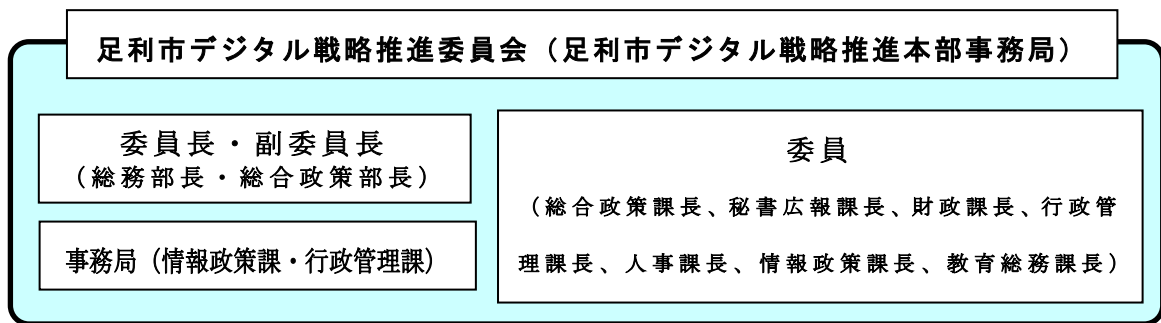 足利市デジタル戦略推進委員会（足利市デジタル戦略推進本部事務局）
委員長・副委員長
（総務部長・総合政策部長）
事務局（情報政策課・行政管理課）
委員
（総合政策課長、秘書広報課長、財政課長、行政管
理課長、人事課長、情報政策課長、教育総務課長）